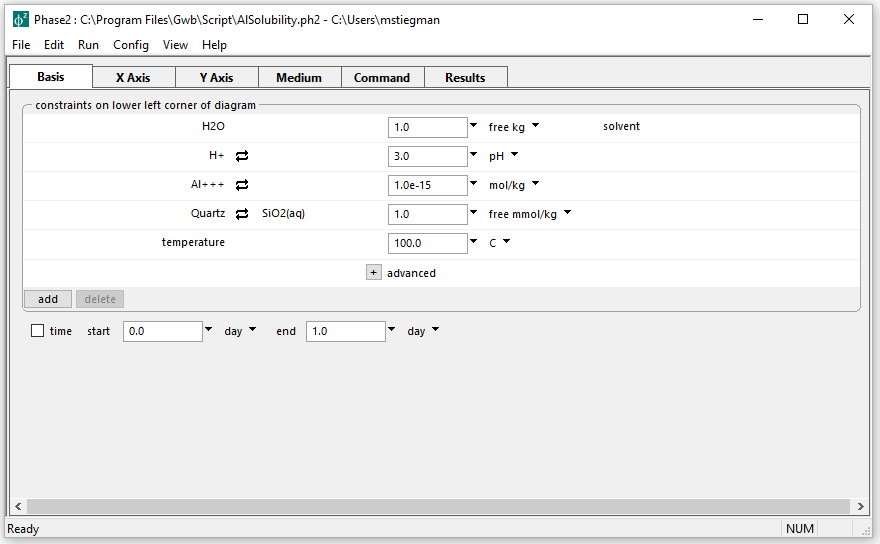 Phase2 : C:\Program Files\Gwb\Script\AlSolubility.ph2 - C:\Users\mstiegman
File Edit Run Config View Help
Basis X Axis Y Axis Medium Command Results
constraints on lower left corner of diagram
H2O 1.0 free kg solvent
H+ 3.0 pH
Al+++ 1.0e-15 mol/kg
Quartz SiO2(aq) 1.0 free mmol/kg
temperature 100.0 C
+ advanced
add delete
time start 0.0 day end 1.0 day
Ready NUM